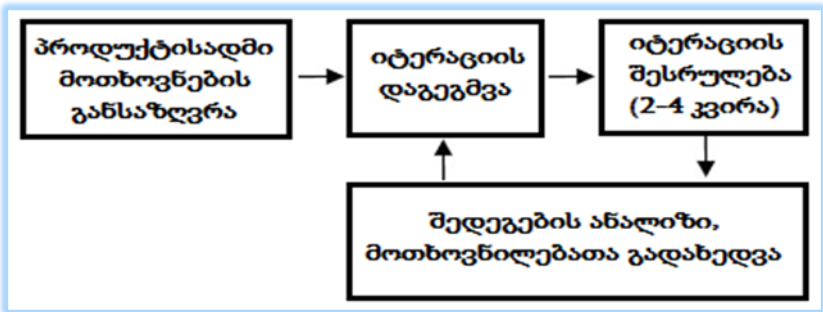 პროდუქტისადმი
მოთხოვნების
განსაზღვრა
იტერაციის
დაგეგმვა
იტერაციის
შესრულება
(2-4 კვირა)
შედეგების ანალიზი,
მოთხოვნილებათა გადახედვა